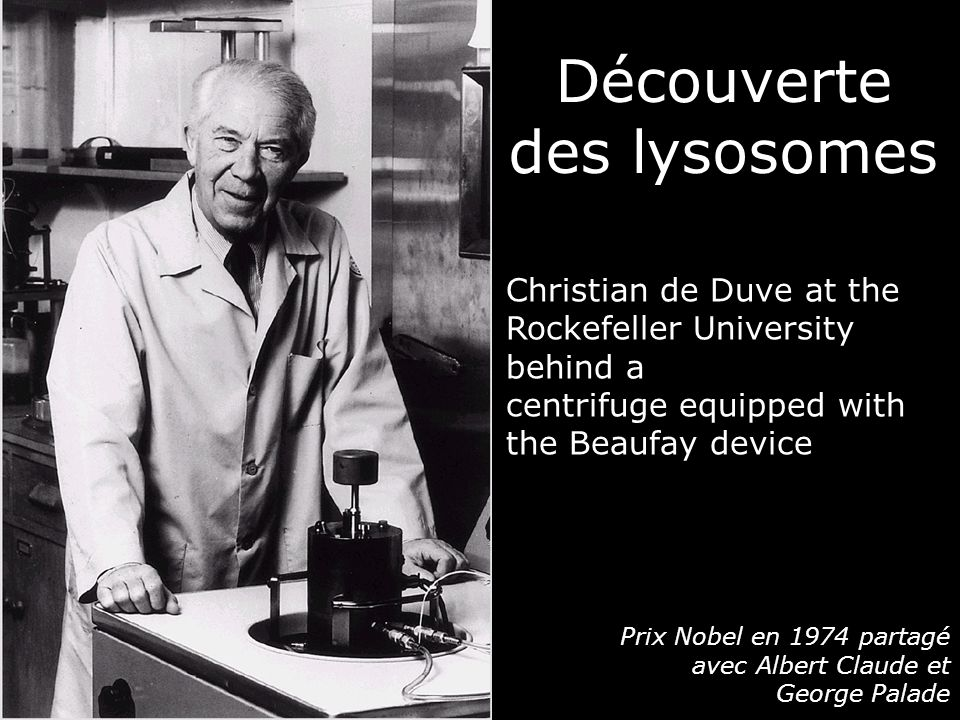 Découverte
des lysosomes
Christian de Duve at the
Rockefeller University
behind a
centrifuge equipped with
the Beaufay device
Prix Nobel en 1974 partagé
avec Albert Claude et
George Palade